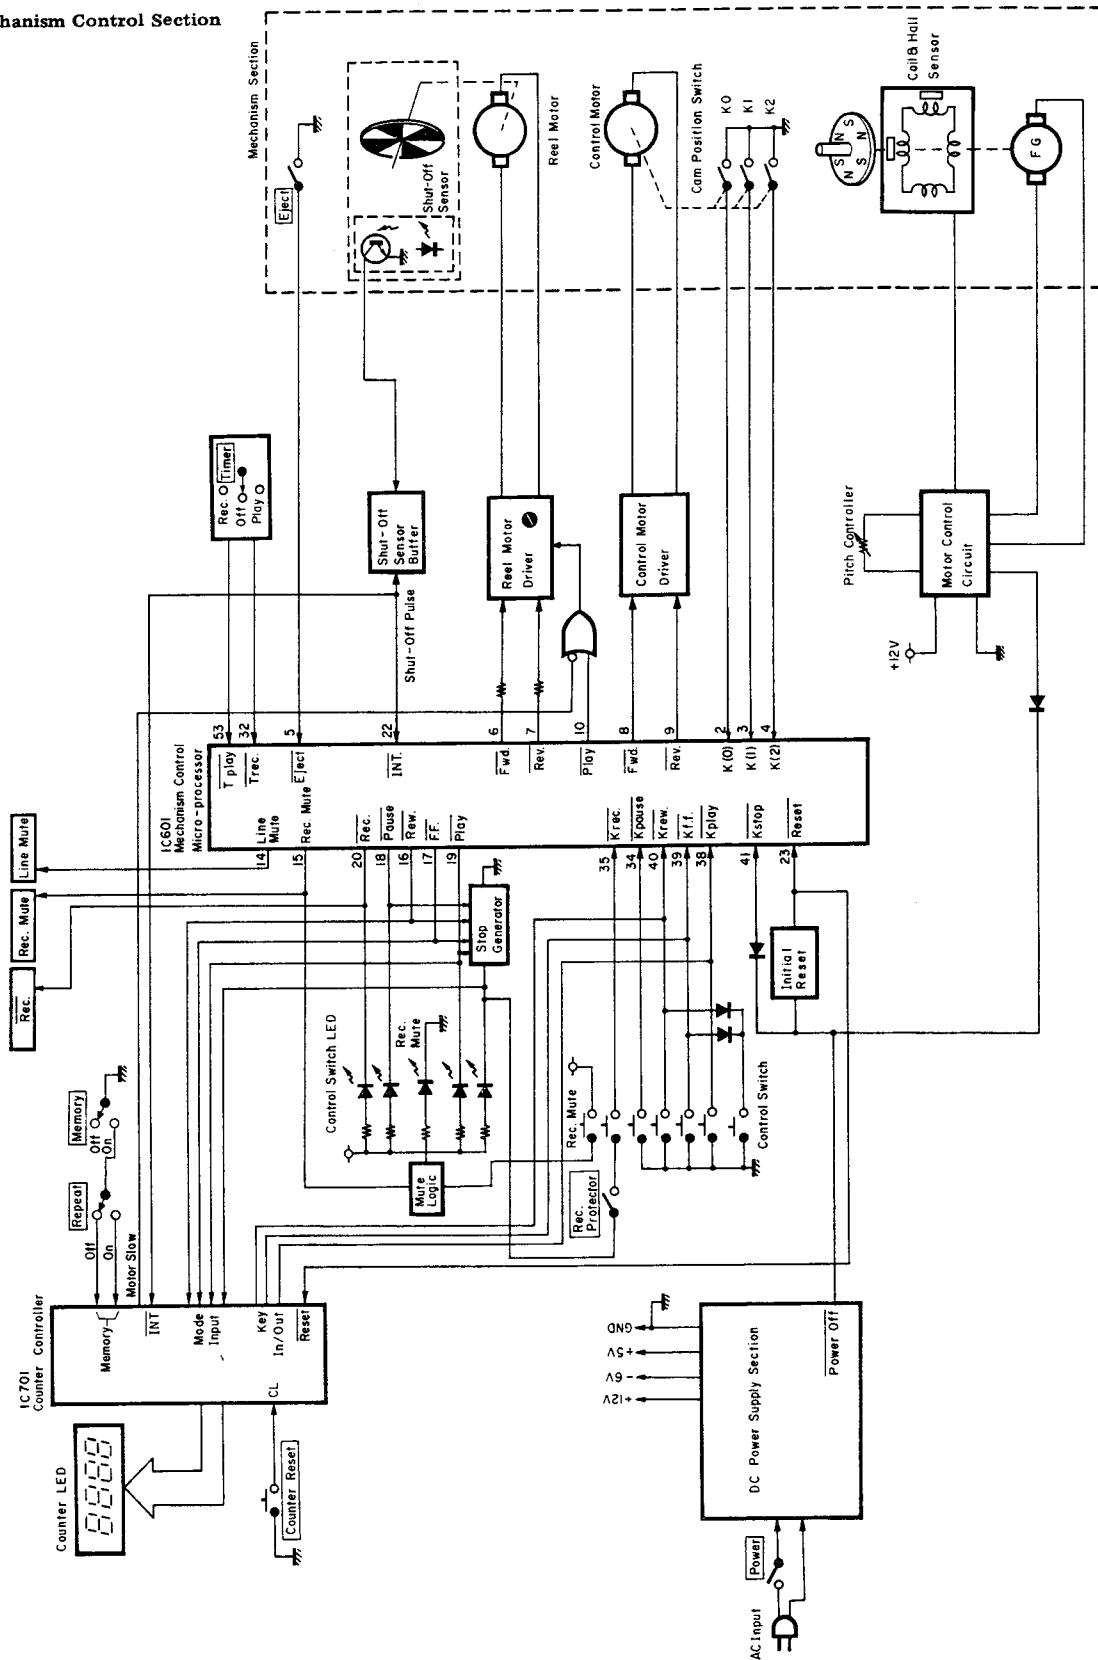 hanism Control Section
Mechanism Section
Eject
Shut-Off
Sensor
Reel Motor
Control Motor
Cam Position Switch
K0
K1
K2
Coil & Hall
Sensor
N
S
N
S
N
S
FG
Rec.
Timer
Off
Play
Shut-Off
Sensor
Buffer
Shut-Off Pulse
Reel Motor
Driver
Control Motor
Driver
Pitch Controller
Motor Control
Circuit
+12V
IC601
Mechanism Control
Micro-processor
53
T play
32
Trec.
5
Eject
22
INT.
6
Fwd.
7
Rev.
10
Play
8
Fwd.
9
Rev.
2
K(0)
3
K(1)
4
K(2)
14
Line
Mute
15
Rec. Mute
20
Rec.
18
Pause
16
Rew.
17
F.F.
19
Play
35
Krec.
34
Kpause
40
Krew.
39
Kf.f.
38
Kplay
41
Kstop
23
Reset
Line Mute
Rec. Mute
Rec.
Stop
Generator
Initial
Reset
Control Switch LED
Rec.
Mute
Mute
Logic
Rec. Mute
Control Switch
Rec.
Protector
Memory
Off
On
Repeat
Off
On
Motor Slow
IC701
Counter Controller
Memory
INT
Mode
Input
Key
In/Out
Reset
CL
Counter LED
8888
Counter Reset
GND
+5V
-6V
+12V
DC Power Supply Section
Power Off
Power
AC Input